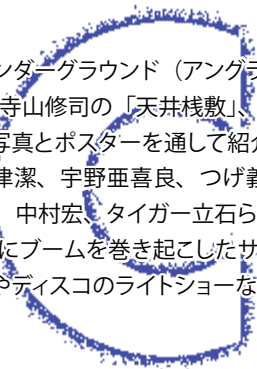 ンダーグラウンド（アングラ
寺山修司の「天井桟敷」、
写真とポスターを通して紹介
津潔、宇野亜喜良、つげ義
中村宏、タイガー立石ら
にブームを巻き起こしたサ
やディスコのライトショーな